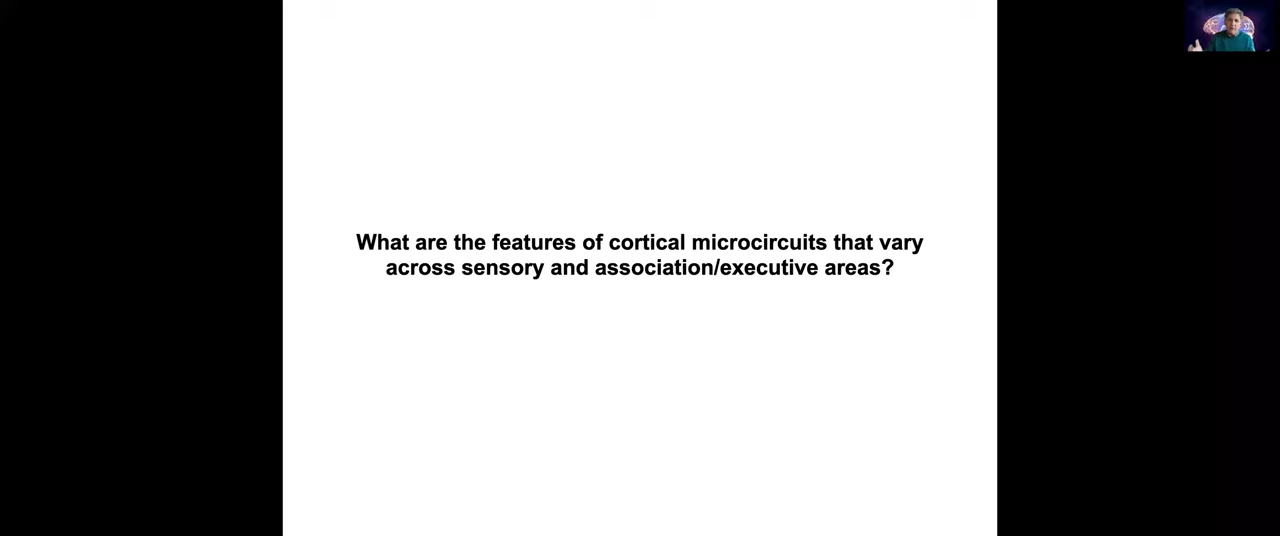 What are the features of cortical microcircuits that vary
across sensory and association/executive areas?